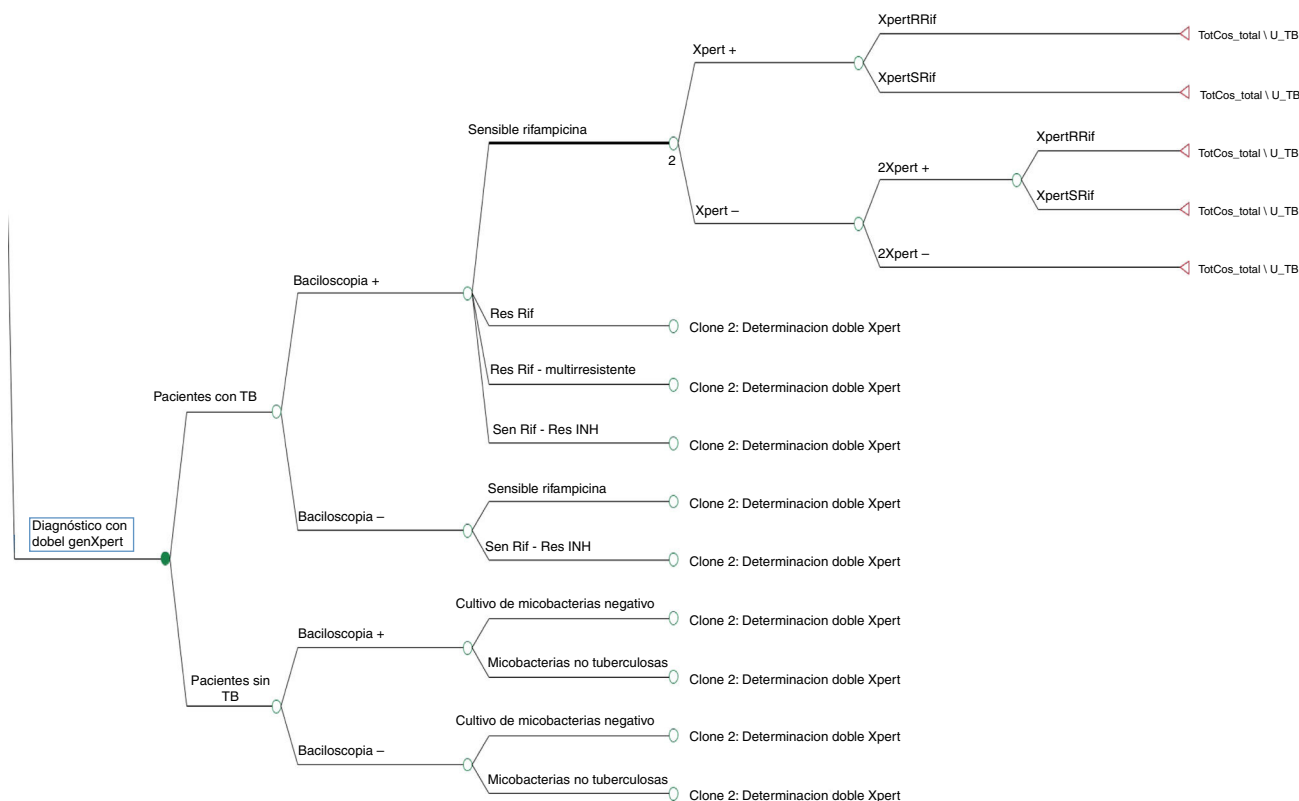 XpertRRif
TotCos_total \ U_TB
Xpert +
XpertSRif
TotCos_total \ U_TB
Sensible rifampicina
2
XpertRRif
TotCos_total \ U_TB
2Xpert +
XpertSRif
TotCos_total \ U_TB
Xpert –
2Xpert –
TotCos_total \ U_TB
Baciloscopia +
Res Rif
Clone 2: Determinacion doble Xpert
Res Rif - multirresistente
Clone 2: Determinacion doble Xpert
Pacientes con TB
Sen Rif - Res INH
Clone 2: Determinacion doble Xpert
Sensible rifampicina
Clone 2: Determinacion doble Xpert
Baciloscopia –
Sen Rif - Res INH
Clone 2: Determinacion doble Xpert
Diagnóstico con
dobel genXpert
Cultivo de micobacterias negativo
Clone 2: Determinacion doble Xpert
Baciloscopia +
Micobacterias no tuberculosas
Clone 2: Determinacion doble Xpert
Pacientes sin
TB
Cultivo de micobacterias negativo
Clone 2: Determinacion doble Xpert
Baciloscopia –
Micobacterias no tuberculosas
Clone 2: Determinacion doble Xpert